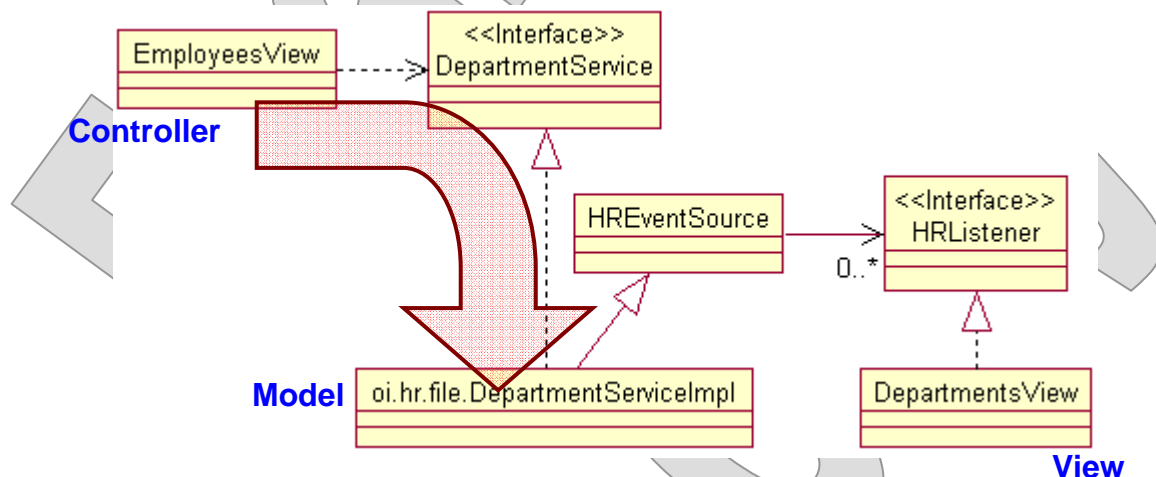 EmployeesView
<<Interface>>
DepartmentService
Controller
HREventSource
<<Interface>>
HRListener
0..*
Model
oi.hr.file.DepartmentServiceImpl
DepartmentsView
View